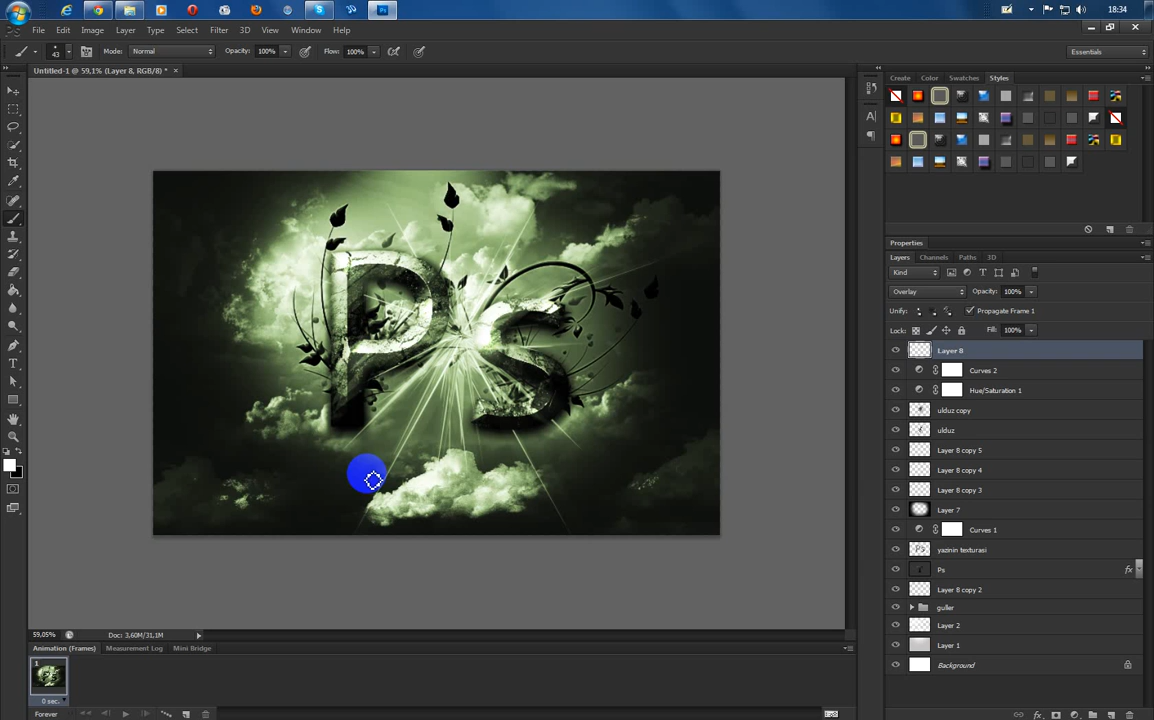 18:34
File Edit Image Layer Type Select Filter 3D View Window Help
43 Mode: Normal Opacity: 100% Flow: 100% Essentials
Untitled-1 @ 59,1% (Layer 8, RGB/8) * ×
Create Color Swatches Styles
Properties
Layers Channels Paths 3D
Kind
Overlay Opacity: 100%
Unify: Propagate Frame 1
Lock: Fill: 100%
Layer 8
Curves 2
Hue/Saturation 1
ulduz copy
ulduz
Layer 8 copy 5
Layer 8 copy 4
Layer 8 copy 3
Layer 7
Curves 1
yazinin texturasi
Ps fx
Layer 8 copy 2
guller
Layer 2
Layer 1
Background
PS
59,05% Doc: 3,60M/31,1M
Animation (Frames) Measurement Log Mini Bridge
1
0 sec.
Forever